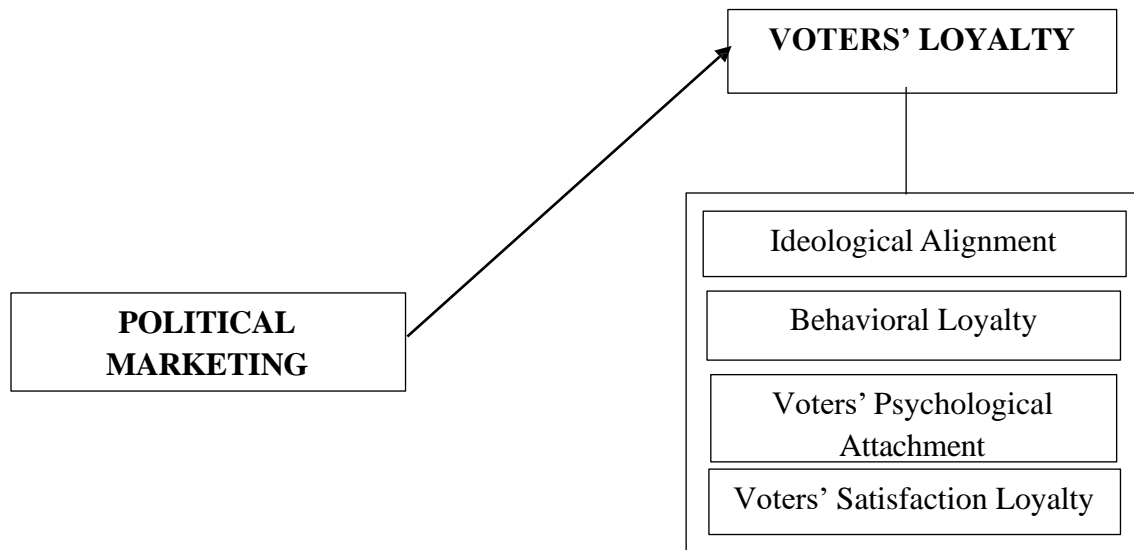 VOTERS’ LOYALTY
Ideological Alignment
Behavioral Loyalty
POLITICAL
MARKETING
Voters’ Psychological
Attachment
Voters’ Satisfaction Loyalty